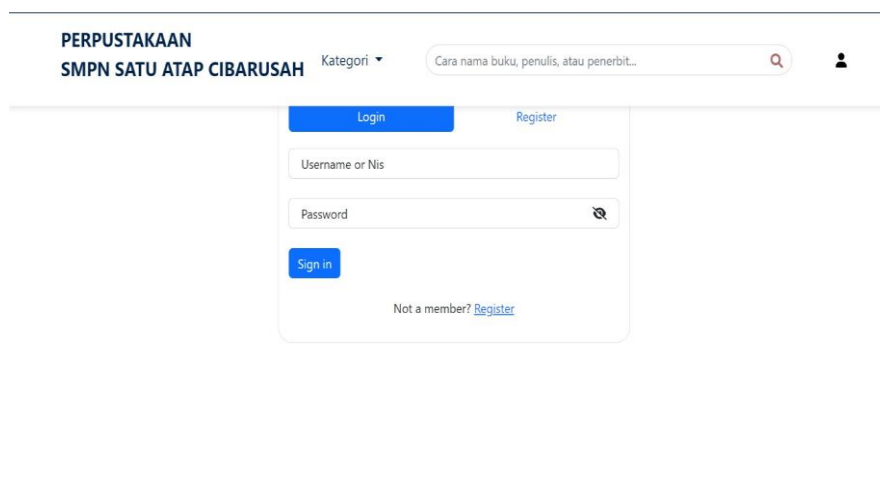 PERPUSTAKAAN
SMPN SATU ATAP CIBARUSAH
Kategori
Cara nama buku, penulis, atau penerbit...
Login
Register
Username or Nis
Password
Sign in
Not a member? Register